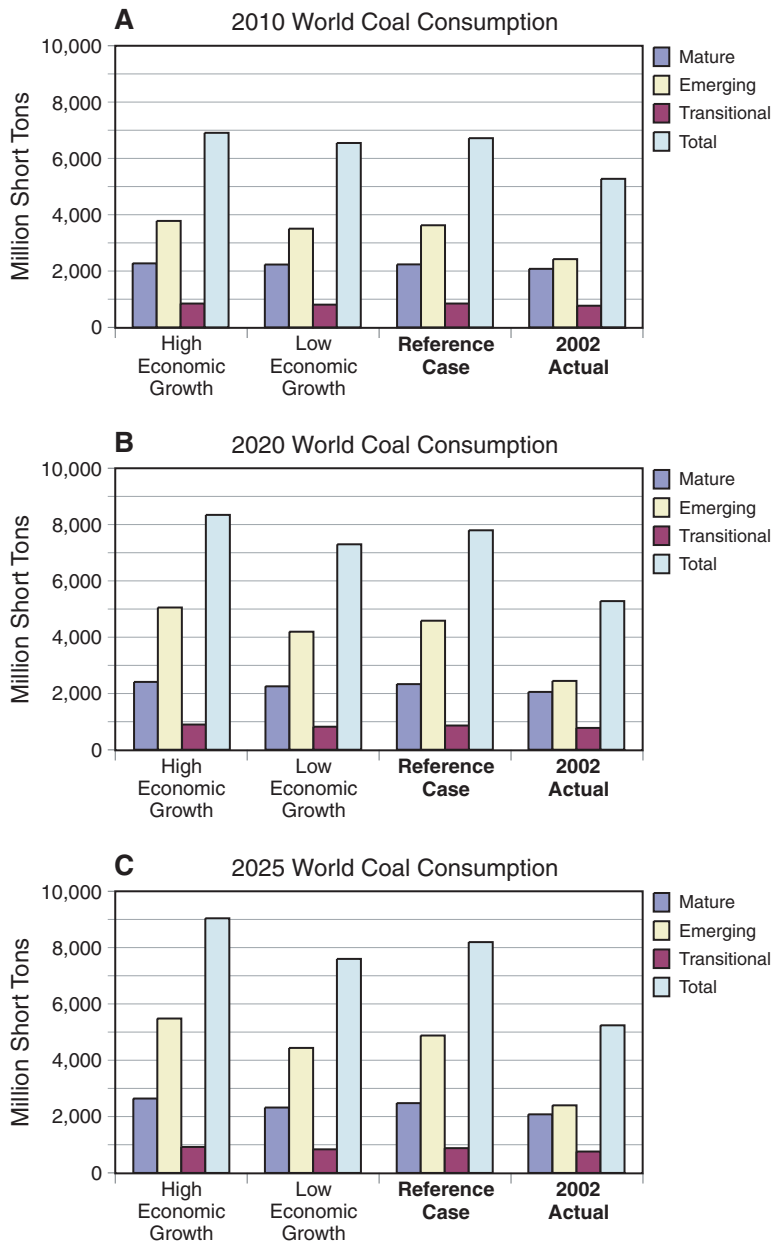 A 2010 World Coal Consumption
Million Short Tons
10,000
8,000
6,000
4,000
2,000
0
High
Economic
Growth
Low
Economic
Growth
Reference
Case
2002
Actual
Mature
Emerging
Transitional
Total
B 2020 World Coal Consumption
Million Short Tons
10,000
8,000
6,000
4,000
2,000
0
High
Economic
Growth
Low
Economic
Growth
Reference
Case
2002
Actual
Mature
Emerging
Transitional
Total
C 2025 World Coal Consumption
Million Short Tons
10,000
8,000
6,000
4,000
2,000
0
High
Economic
Growth
Low
Economic
Growth
Reference
Case
2002
Actual
Mature
Emerging
Transitional
Total